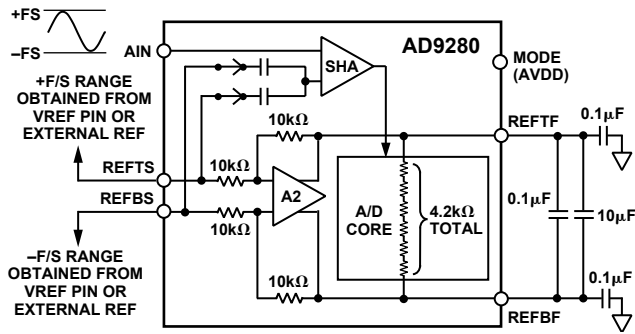 +FS
–FS
AIN
AD9280
SHA
MODE
(AVDD)
+F/S RANGE
OBTAINED FROM
VREF PIN OR
EXTERNAL REF
10kΩ
REFTF
0.1µF
REFTS
10kΩ
REFBS
10kΩ
A2
A/D
CORE
4.2kΩ
TOTAL
0.1µF
10µF
–F/S RANGE
OBTAINED FROM
VREF PIN OR
EXTERNAL REF
10kΩ
0.1µF
REFBF